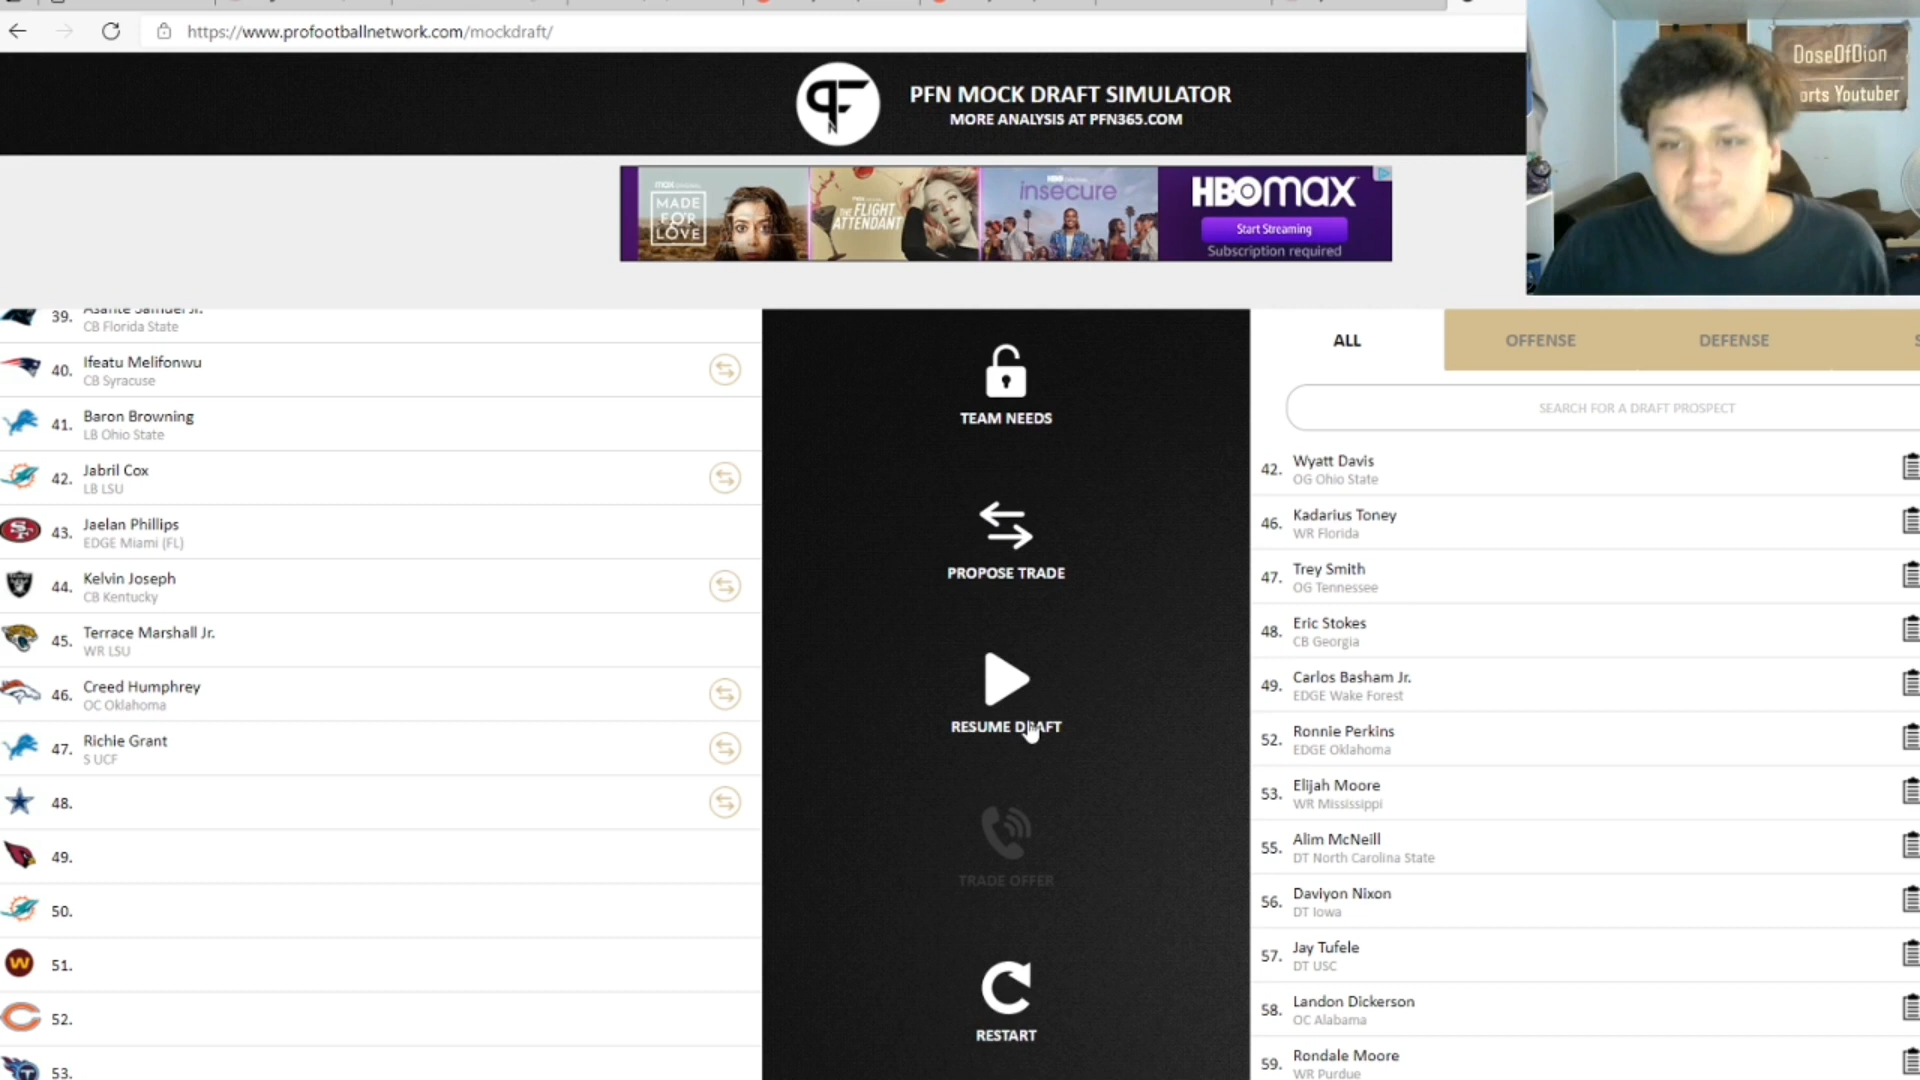 https://www.profootballnetwork.com/mockdraft/
PFN MOCK DRAFT SIMULATOR
MORE ANALYSIS AT PFN365.COM
DoseOfDion
orts Youtuber
MADE FOR LOVE
THE FLIGHT ATTENDANT
insecure
HBOmax
Start Streaming
Subscription required
39. Asante Samuel Jr.
CB Florida State
40. Ifeatu Melifonwu
CB Syracuse
41. Baron Browning
LB Ohio State
42. Jabril Cox
LB LSU
43. Jaelan Phillips
EDGE Miami (FL)
44. Kelvin Joseph
CB Kentucky
45. Terrace Marshall Jr.
WR LSU
46. Creed Humphrey
OC Oklahoma
47. Richie Grant
S UCF
48.
49.
50.
51.
52.
53.
TEAM NEEDS
PROPOSE TRADE
RESUME DRAFT
TRADE OFFER
RESTART
ALL
OFFENSE
DEFENSE
S
SEARCH FOR A DRAFT PROSPECT
42. Wyatt Davis
OG Ohio State
46. Kadarius Toney
WR Florida
47. Trey Smith
OG Tennessee
48. Eric Stokes
CB Georgia
49. Carlos Basham Jr.
EDGE Wake Forest
52. Ronnie Perkins
EDGE Oklahoma
53. Elijah Moore
WR Mississippi
55. Alim McNeill
DT North Carolina State
56. Daviyon Nixon
DT Iowa
57. Jay Tufele
DT USC
58. Landon Dickerson
OC Alabama
59. Rondale Moore
WR Purdue